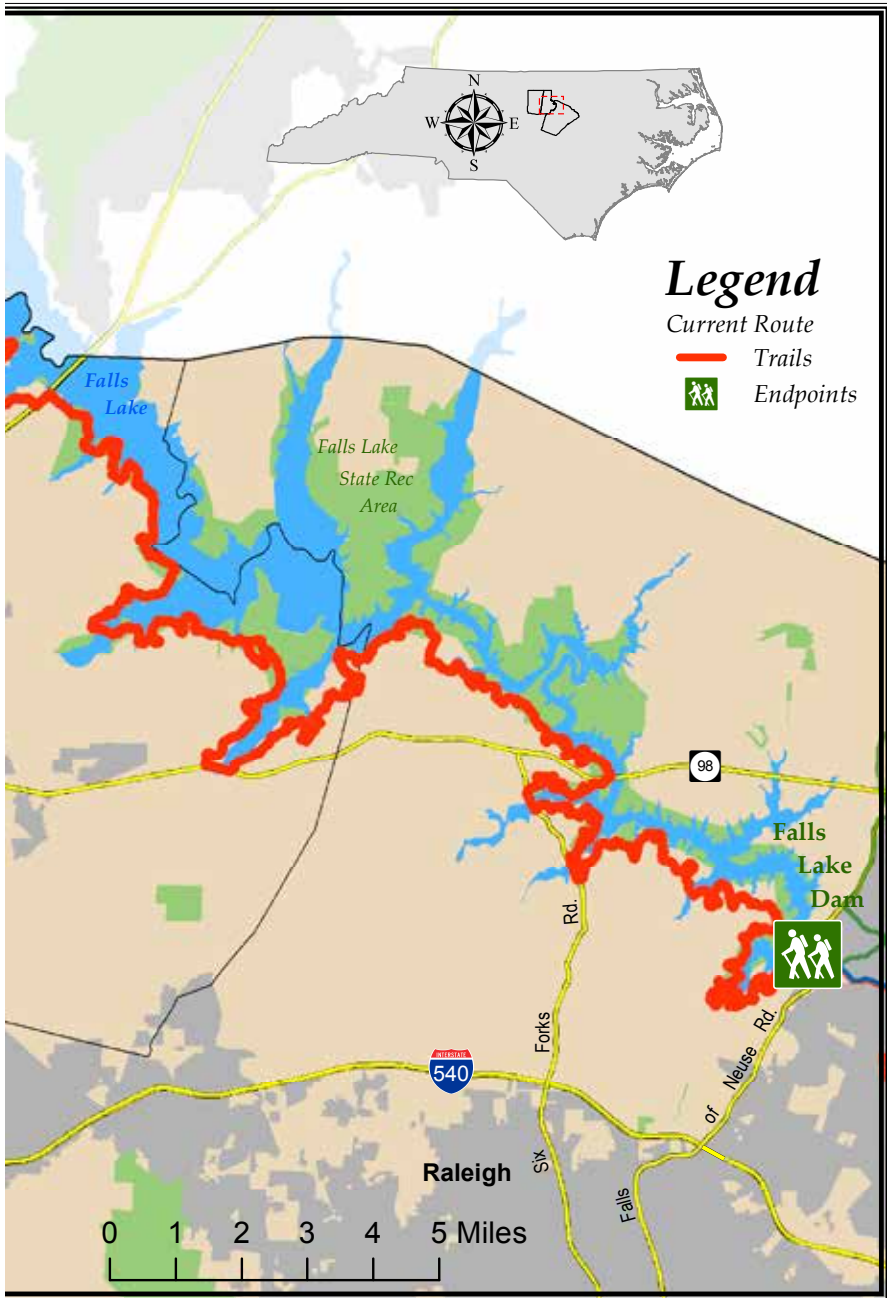 N
W E
S
Legend
Current Route
Trails
Endpoints
Falls
Lake
Falls Lake
State Rec
Area
98
Falls
Lake
Dam
Six Forks Rd.
Falls of Neuse Rd.
INTERSTATE
540
Raleigh
0 1 2 3 4 5 Miles